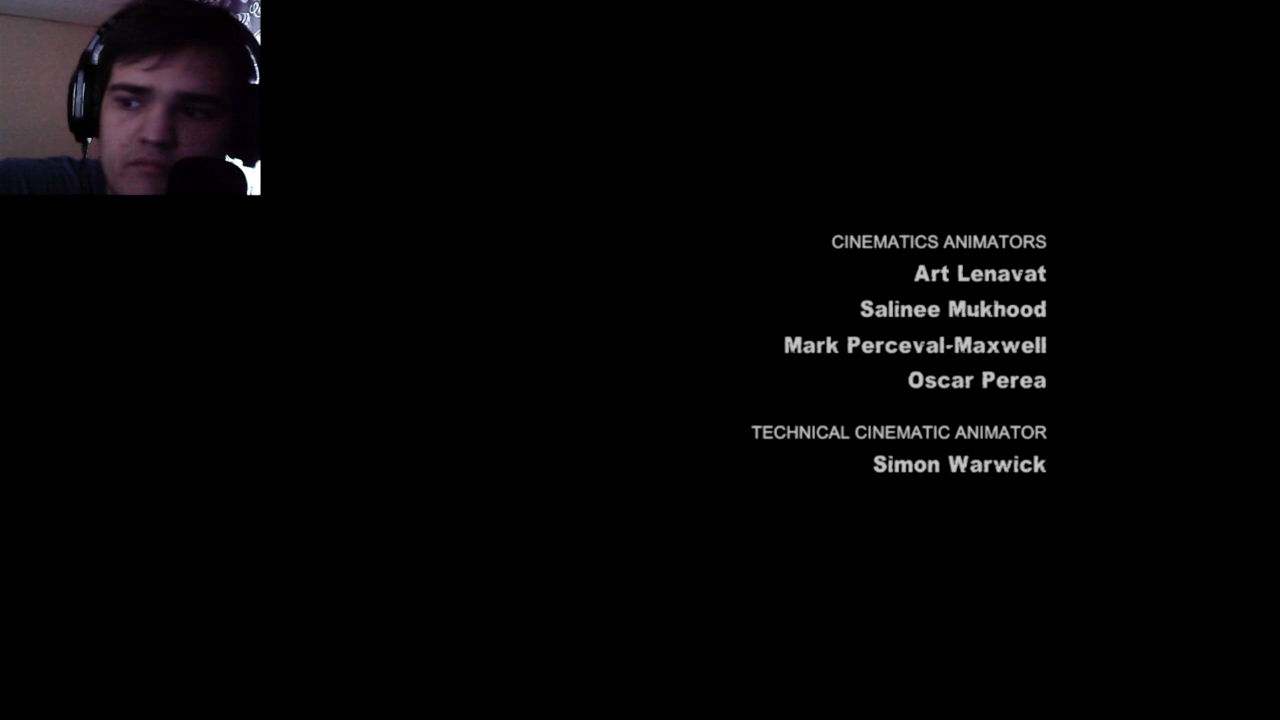 CINEMATICS ANIMATORS
Art Lenavat
Salinee Mukhood
Mark Perceval-Maxwell
Oscar Perea
TECHNICAL CINEMATIC ANIMATOR
Simon Warwick